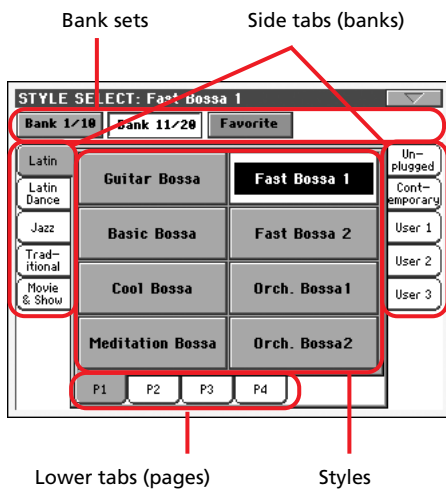 Bank sets
Side tabs (banks)
STYLE SELECT: Fast Bossa 1
Bank 1/10
Bank 11/20
Favorite
Latin
Latin
Dance
Jazz
Trad-
itional
Movie
& Show
Guitar Bossa
Fast Bossa 1
Basic Bossa
Fast Bossa 2
Cool Bossa
Orch. Bossa1
Meditation Bossa
Orch. Bossa2
Un-
plugged
Cont-
emporary
User 1
User 2
User 3
P1
P2
P3
P4
Lower tabs (pages)
Styles